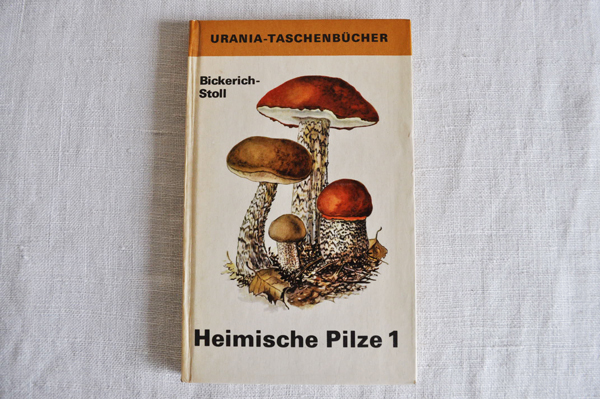 URANIA-TASCHENBÜCHER
Bickerich-
Stoll
Heimische Pilze 1